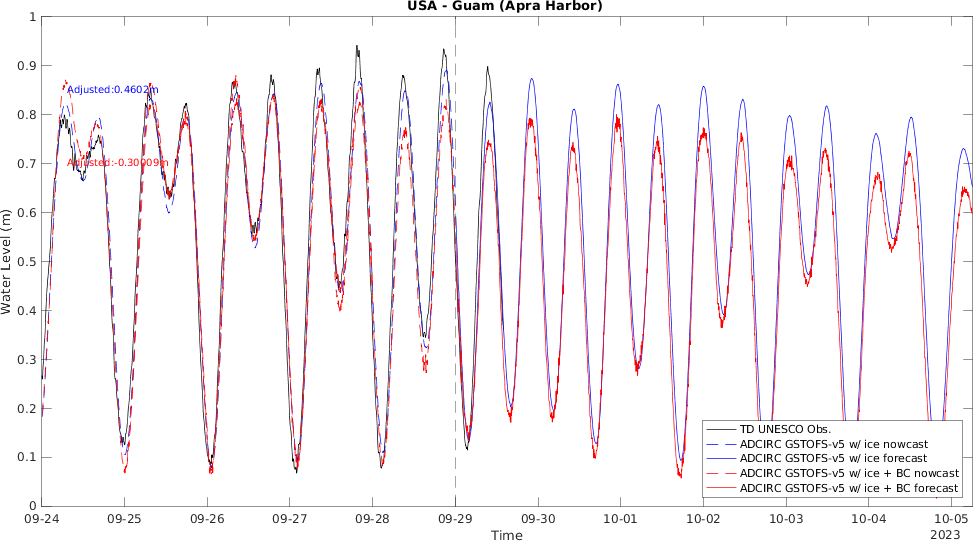 USA - Guam (Apra Harbor)
1
0.9
0.8
0.7
0.6
0.5
0.4
0.3
0.2
0.1
0
Water Level (m)
Adjusted:0.4602m
Adjusted:-0.30009m
TD UNESCO Obs.
ADCIRC GSTOFS-v5 w/ ice nowcast
ADCIRC GSTOFS-v5 w/ ice forecast
ADCIRC GSTOFS-v5 w/ ice + BC nowcast
ADCIRC GSTOFS-v5 w/ ice + BC forecast
09-24 09-25 09-26 09-27 09-28 09-29 09-30 10-01 10-02 10-03 10-04 10-05
2023
Time